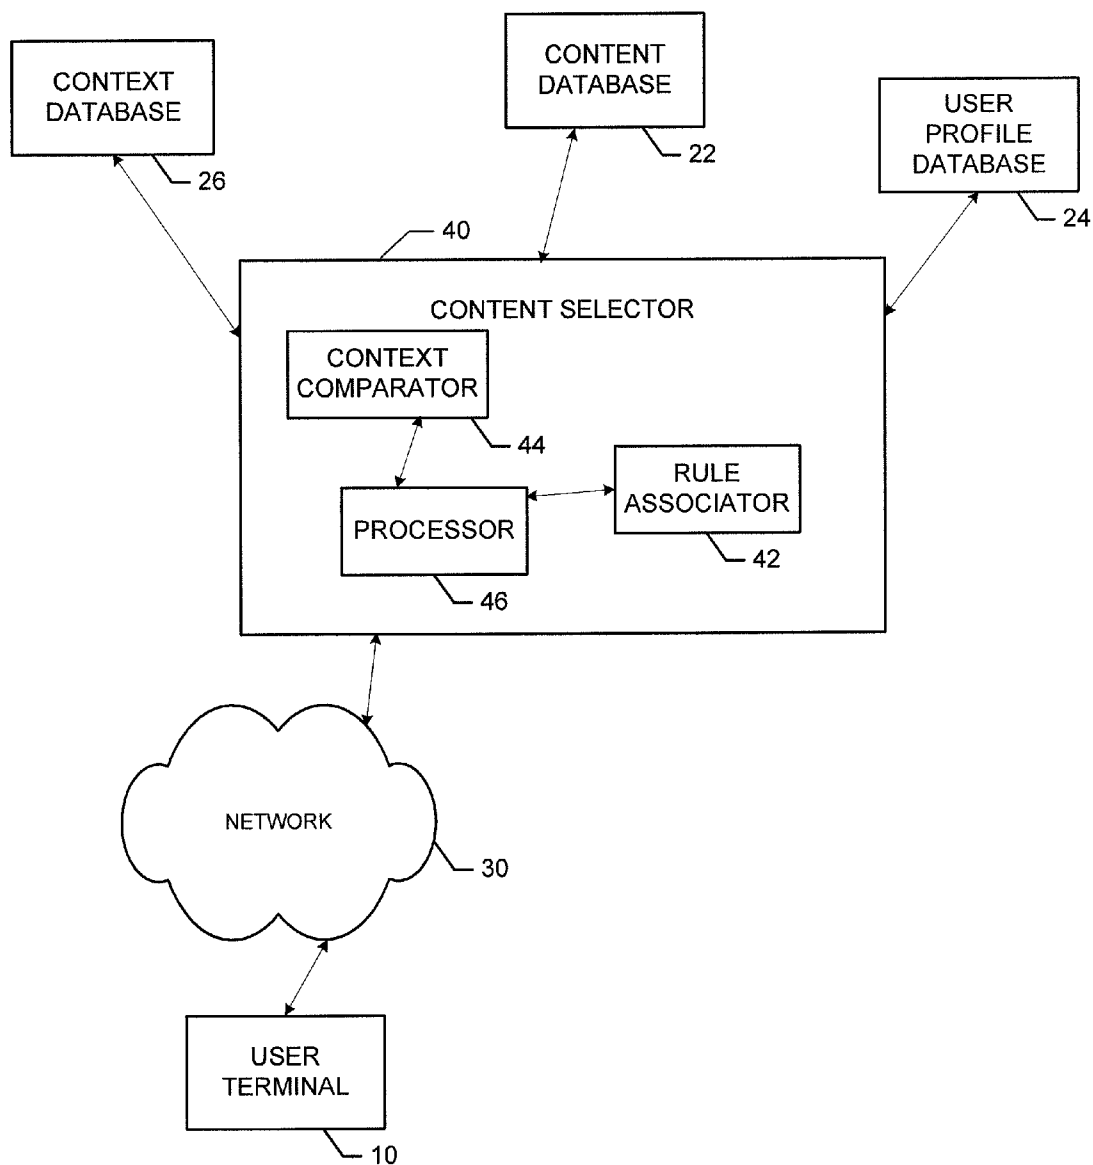 CONTEXT
DATABASE
26
CONTENT
DATABASE
22
USER
PROFILE
DATABASE
24
40
CONTENT SELECTOR
CONTEXT
COMPARATOR
44
RULE
ASSOCIATOR
42
PROCESSOR
46
NETWORK
30
USER
TERMINAL
10